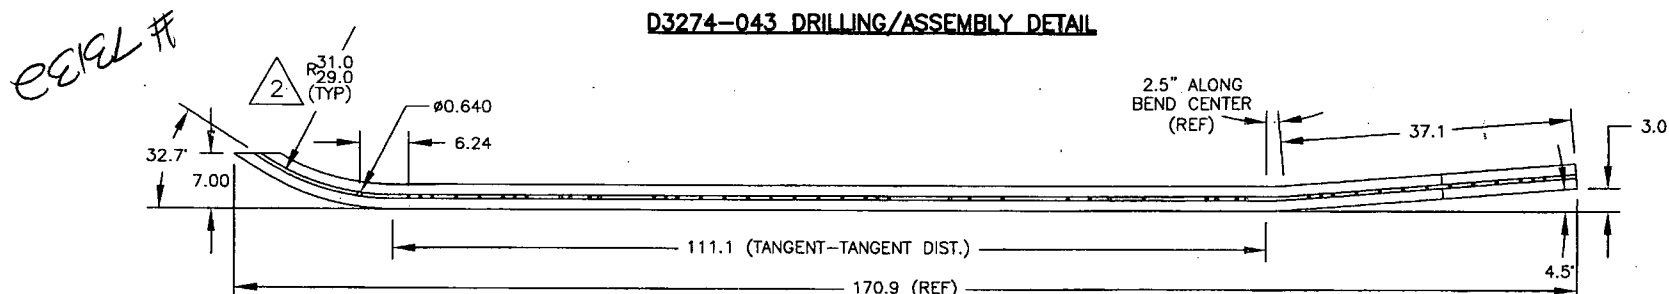 D3274-043 DRILLING/ASSEMBLY DETAIL
# 73132
2
R31.0
29.0
(TYP)
ø0.640
6.24
2.5" ALONG
BEND CENTER
(REF)
37.1
3.0
32.7°
7.00
111.1 (TANGENT-TANGENT DIST.)
4.5°
170.9 (REF)